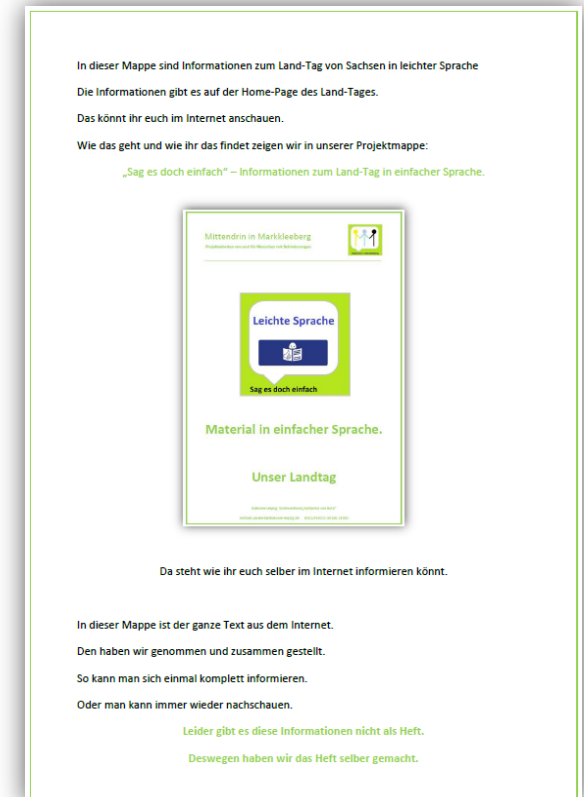 In dieser Mappe sind Informationen zum Land-Tag von Sachsen in leichter Sprache
Die Informationen gibt es auf der Home-Page des Land-Tages.
Das könnt ihr euch im Internet anschauen.
Wie das geht und wie ihr das findet zeigen wir in unserer Projektmappe:
„Sag es doch einfach“ – Informationen zum Land-Tag in einfacher Sprache.
Mittendrin in Markkleeberg
Leichte Sprache
Sag es doch einfach
Material in einfacher Sprache.
Unser Landtag
Da steht wie ihr euch selber im Internet informieren könnt.
In dieser Mappe ist der ganze Text aus dem Internet.
Den haben wir genommen und zusammen gestellt.
So kann man sich einmal komplett informieren.
Oder man kann immer wieder nachschauen.
Leider gibt es diese Informationen nicht als Heft.
Deswegen haben wir das Heft selber gemacht.